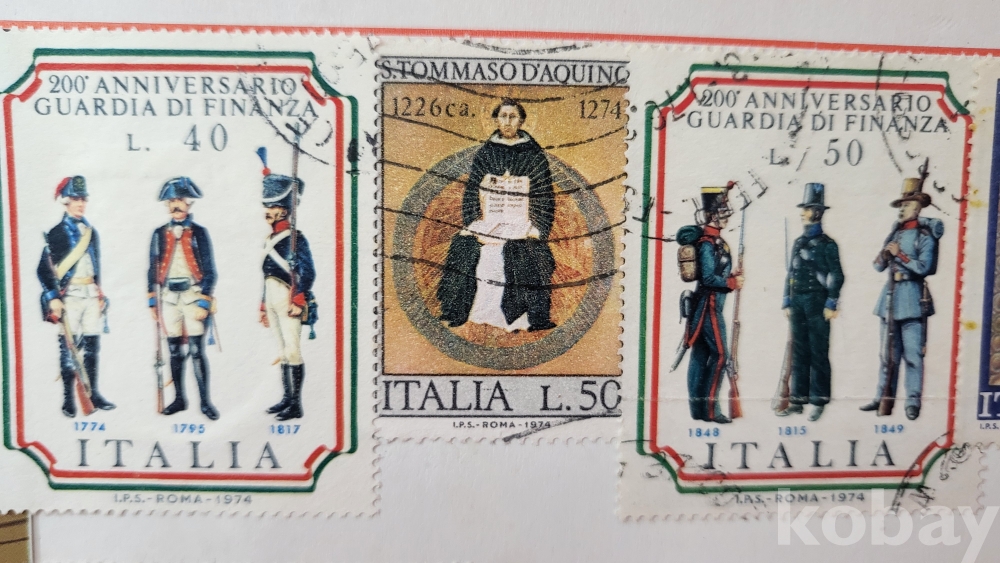 200° ANNIVERSARIO
GUARDIA DI FINANZA
L. 40
1774 1795 1817
ITALIA
I.P.S.-ROMA-1974
S.TOMMASO D'AQUINO
1226 ca. 1274
ITALIA L.50
I.P.S.-ROMA-1974
200° ANNIVERSARIO
GUARDIA DI FINANZA
L. 50
1848 1815 1849
ITALIA
I.P.S.-ROMA-1974
kobay